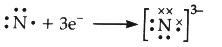 :N· + 3e⁻ ⟶ [:N×]³⁻